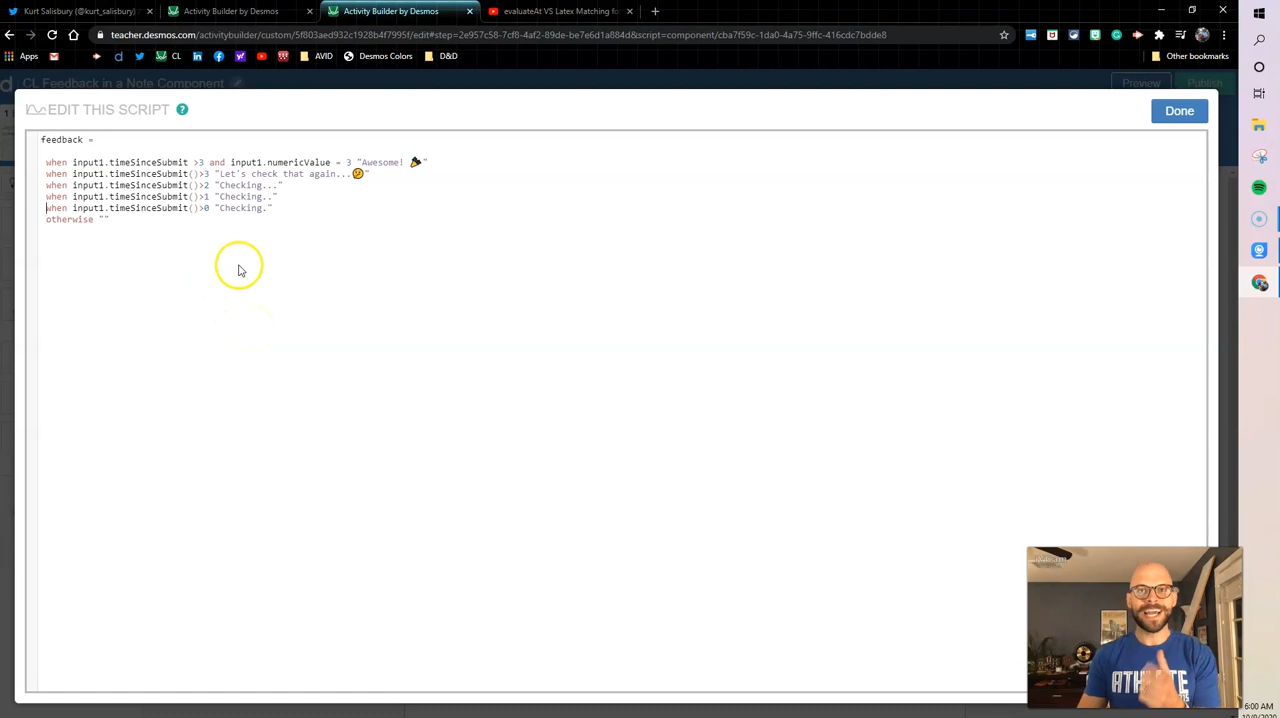 Kurt Salisbury (@kurt_salisbury)
Activity Builder by Desmos
Activity Builder by Desmos
evaluateAt VS Latex Matching for
teacher.desmos.com/activitybuilder/custom/5f803aed932c1928b4f7995f/edit#step=2e957c58-7cf8-4af2-89de-be7e6d1a884d&script=component/cba7f59c-1da0-4a75-9ffc-416cdc7bdde8
Apps
CL
AVID
Desmos Colors
D&D
Other bookmarks
CL Feedback in a Note Component
Preview
Publish
EDIT THIS SCRIPT
Done
feedback =
when input1.timeSinceSubmit >3 and input1.numericValue = 3 "Awesome! 🎉"
when input1.timeSinceSubmit()>3 "Let's check that again...🤔"
when input1.timeSinceSubmit()>2 "Checking..."
when input1.timeSinceSubmit()>1 "Checking.."
when input1.timeSinceSubmit()>0 "Checking."
otherwise ""
ATHLETE
6:00 AM